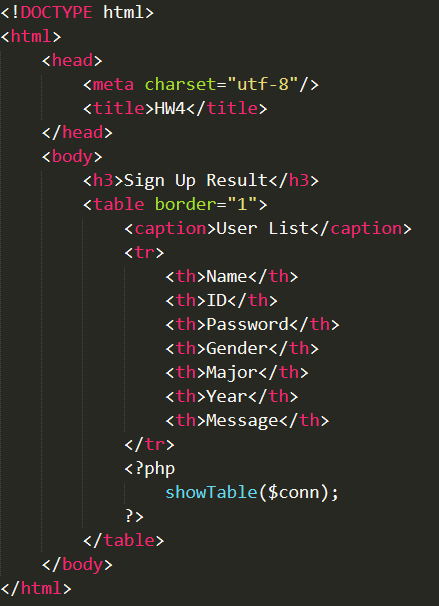 <!DOCTYPE html>
<html>
    <head>
        <meta charset="utf-8"/>
        <title>HW4</title>
    </head>
    <body>
        <h3>Sign Up Result</h3>
        <table border="1">
            <caption>User List</caption>
            <tr>
                <th>Name</th>
                <th>ID</th>
                <th>Password</th>
                <th>Gender</th>
                <th>Major</th>
                <th>Year</th>
                <th>Message</th>
            </tr>
            <?php
                showTable($conn);
            ?>
        </table>
    </body>
</html>